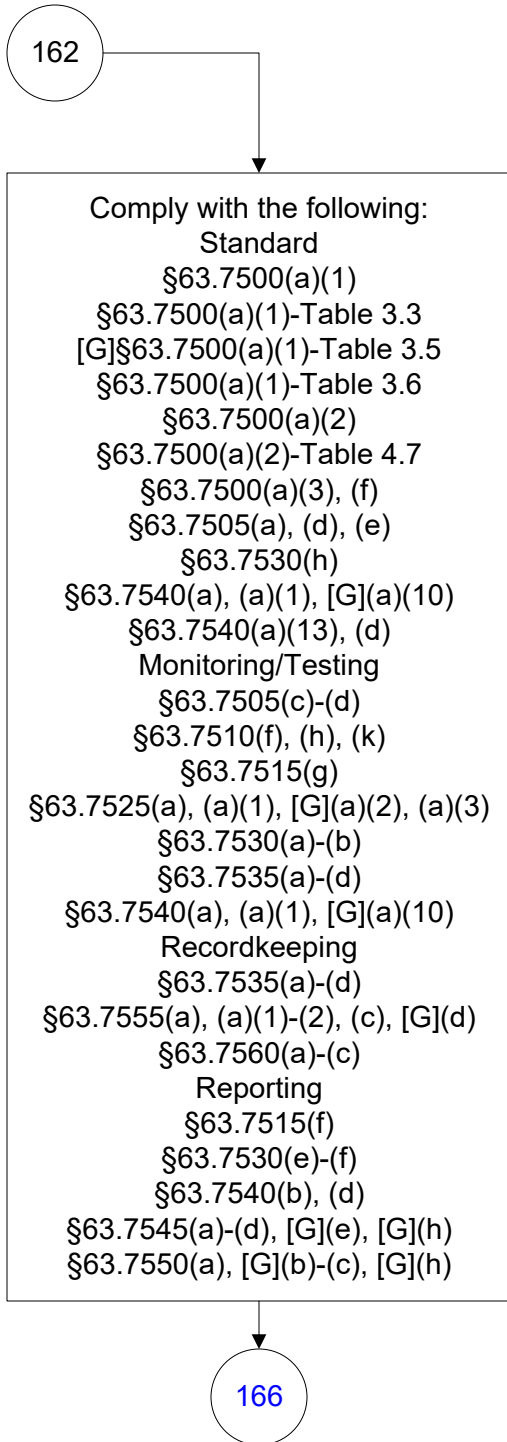 162
Comply with the following:
Standard
§63.7500(a)(1)
§63.7500(a)(1)-Table 3.3
[G]§63.7500(a)(1)-Table 3.5
§63.7500(a)(1)-Table 3.6
§63.7500(a)(2)
§63.7500(a)(2)-Table 4.7
§63.7500(a)(3), (f)
§63.7505(a), (d), (e)
§63.7530(h)
§63.7540(a), (a)(1), [G](a)(10)
§63.7540(a)(13), (d)
Monitoring/Testing
§63.7505(c)-(d)
§63.7510(f), (h), (k)
§63.7515(g)
§63.7525(a), (a)(1), [G](a)(2), (a)(3)
§63.7530(a)-(b)
§63.7535(a)-(d)
§63.7540(a), (a)(1), [G](a)(10)
Recordkeeping
§63.7535(a)-(d)
§63.7555(a), (a)(1)-(2), (c), [G](d)
§63.7560(a)-(c)
Reporting
§63.7515(f)
§63.7530(e)-(f)
§63.7540(b), (d)
§63.7545(a)-(d), [G](e), [G](h)
§63.7550(a), [G](b)-(c), [G](h)
166